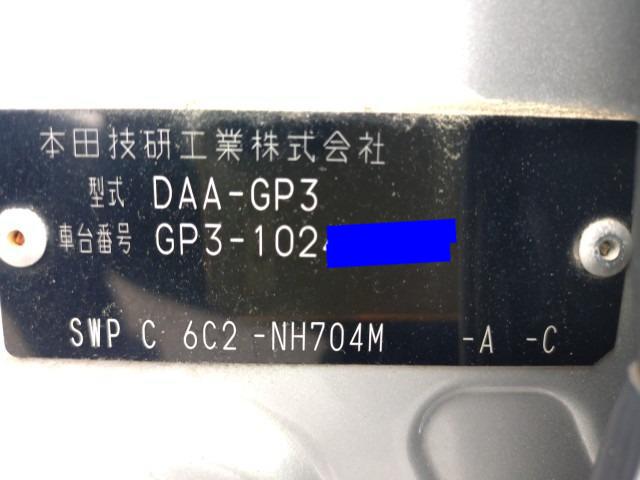 本田技研工業株式会社
型式 DAA-GP3
車台番号 GP3-102
SWP C 6C2 -NH704M -A -C